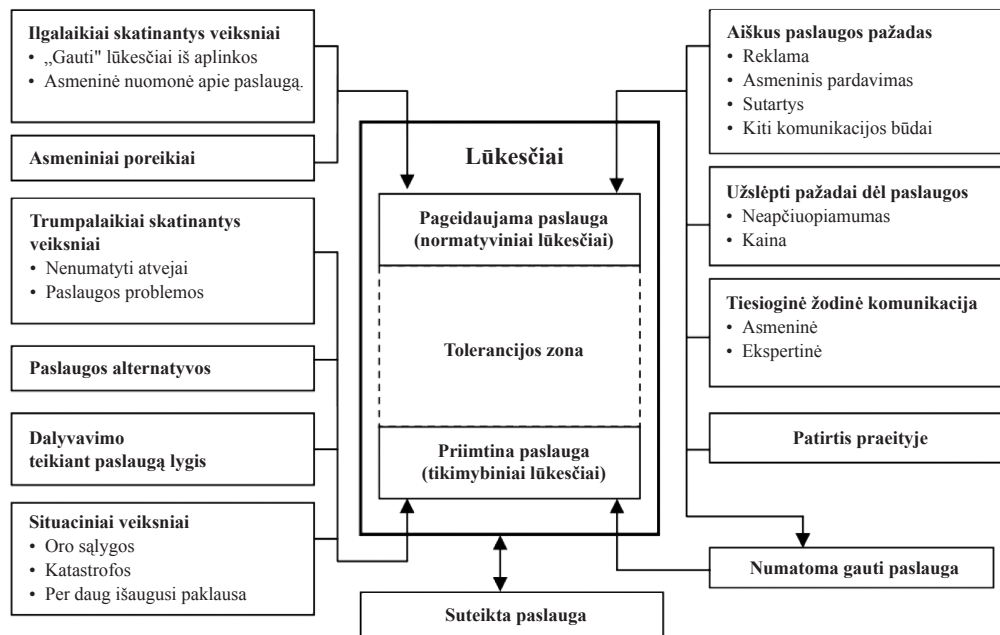 Ilgalaikiai skatinantys veiksniai
• „Gauti" lūkesčiai iš aplinkos
• Asmeninė nuomonė apie paslaugą.
Asmeniniai poreikiai
Trumpalaikiai skatinantys
veiksniai
• Nenumatyti atvejai
• Paslaugos problemos
Paslaugos alternatyvos
Dalyvavimo
teikiant paslaugą lygis
Situaciniai veiksniai
• Oro sąlygos
• Katastrofos
• Per daug išaugusi paklausa
Lūkesčiai
Pageidaujama paslauga
(normatyviniai lūkesčiai)
Tolerancijos zona
Priimtina paslauga
(tikimybiniai lūkesčiai)
Suteikta paslauga
Aiškus paslaugos pažadas
• Reklama
• Asmeninis pardavimas
• Sutartys
• Kiti komunikacijos būdai
Užslėpti pažadai dėl paslaugos
• Neapčiuopiamumas
• Kaina
Tiesioginė žodinė komunikacija
• Asmeninė
• Ekspertinė
Patirtis praeityje
Numatoma gauti paslauga